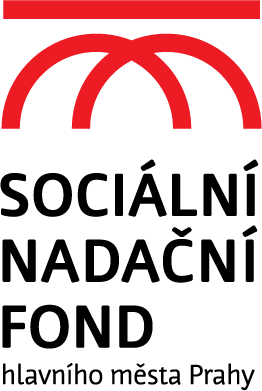 SOCIÁLNÍ
NADAČNÍ
FOND
hlavního města Prahy